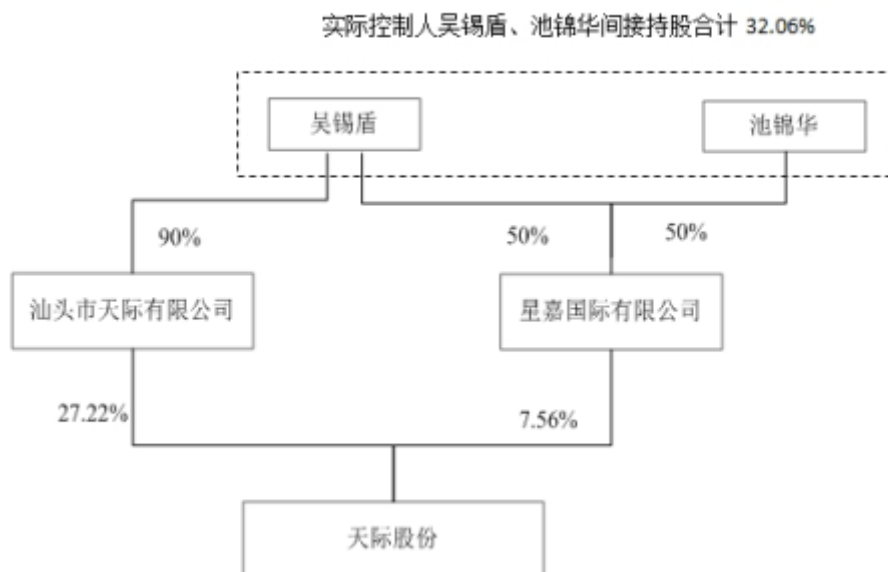 实际控制人吴锡盾、池锦华间接持股合计 32.06%
吴锡盾
池锦华
90%
50%
50%
汕头市天际有限公司
星嘉国际有限公司
27.22%
7.56%
天际股份